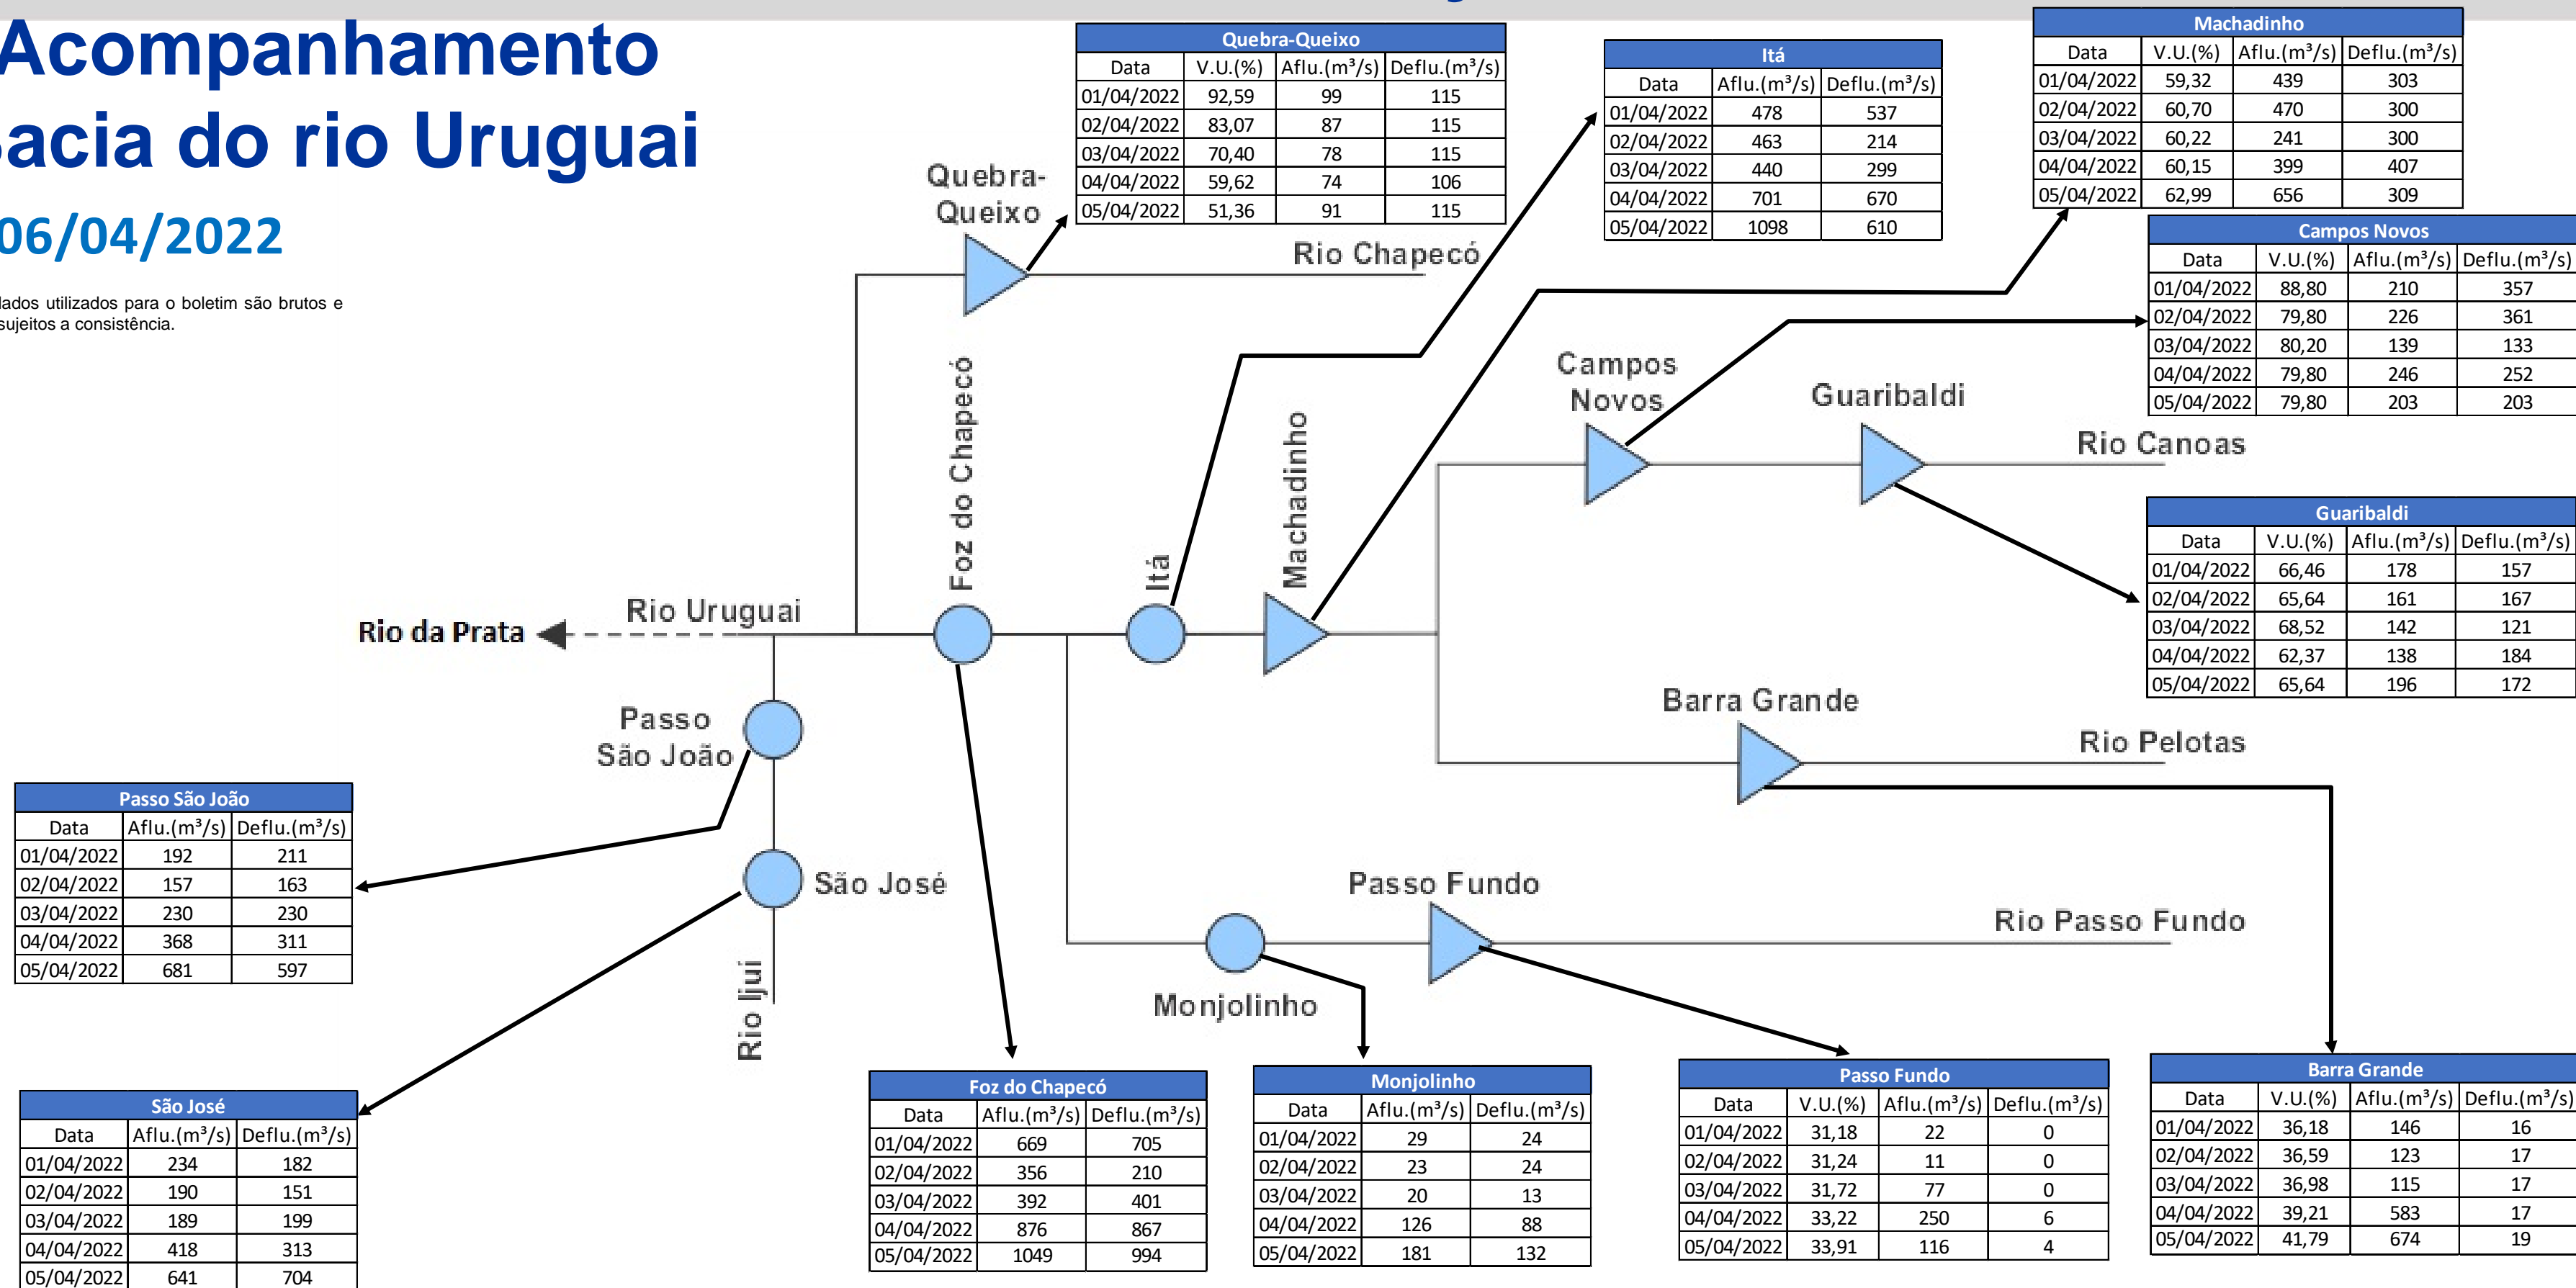 Acompanhamento
acia do rio Uruguai
06/04/2022
dados utilizados para o boletim são brutos e
sujeitos a consistência.
Quebra-Queixo
Data V.U.(%) Aflu.(m³/s) Deflu.(m³/s)
01/04/2022 92,59 99 115
02/04/2022 83,07 87 115
03/04/2022 70,40 78 115
04/04/2022 59,62 74 106
05/04/2022 51,36 91 115
Itá
Data Aflu.(m³/s) Deflu.(m³/s)
01/04/2022 478 537
02/04/2022 463 214
03/04/2022 440 299
04/04/2022 701 670
05/04/2022 1098 610
Machadinho
Data V.U.(%) Aflu.(m³/s) Deflu.(m³/s)
01/04/2022 59,32 439 303
02/04/2022 60,70 470 300
03/04/2022 60,22 241 300
04/04/2022 60,15 399 407
05/04/2022 62,99 656 309
Campos Novos
Data V.U.(%) Aflu.(m³/s) Deflu.(m³/s)
01/04/2022 88,80 210 357
02/04/2022 79,80 226 361
03/04/2022 80,20 139 133
04/04/2022 79,80 246 252
05/04/2022 79,80 203 203
Quebra-
Queixo
Rio Chapecó
Foz do Chapecó
Itá
Machadinho
Campos
Novos
Guaribaldi
Rio Canoas
Guaribaldi
Data V.U.(%) Aflu.(m³/s) Deflu.(m³/s)
01/04/2022 66,46 178 157
02/04/2022 65,64 161 167
03/04/2022 68,52 142 121
04/04/2022 62,37 138 184
05/04/2022 65,64 196 172
Rio Uruguai
Rio da Prata
Barra Grande
Rio Pelotas
Passo
São João
Passo São João
Data Aflu.(m³/s) Deflu.(m³/s)
01/04/2022 192 211
02/04/2022 157 163
03/04/2022 230 230
04/04/2022 368 311
05/04/2022 681 597
São José
Rio Ijuí
Passo Fundo
Rio Passo Fundo
Monjolinho
São José
Data Aflu.(m³/s) Deflu.(m³/s)
01/04/2022 234 182
02/04/2022 190 151
03/04/2022 189 199
04/04/2022 418 313
05/04/2022 641 704
Foz do Chapecó
Data Aflu.(m³/s) Deflu.(m³/s)
01/04/2022 669 705
02/04/2022 356 210
03/04/2022 392 401
04/04/2022 876 867
05/04/2022 1049 994
Monjolinho
Data Aflu.(m³/s) Deflu.(m³/s)
01/04/2022 29 24
02/04/2022 23 24
03/04/2022 20 13
04/04/2022 126 88
05/04/2022 181 132
Passo Fundo
Data V.U.(%) Aflu.(m³/s) Deflu.(m³/s)
01/04/2022 31,18 22 0
02/04/2022 31,24 11 0
03/04/2022 31,72 77 0
04/04/2022 33,22 250 6
05/04/2022 33,91 116 4
Barra Grande
Data V.U.(%) Aflu.(m³/s) Deflu.(m³/s)
01/04/2022 36,18 146 16
02/04/2022 36,59 123 17
03/04/2022 36,98 115 17
04/04/2022 39,21 583 17
05/04/2022 41,79 674 19